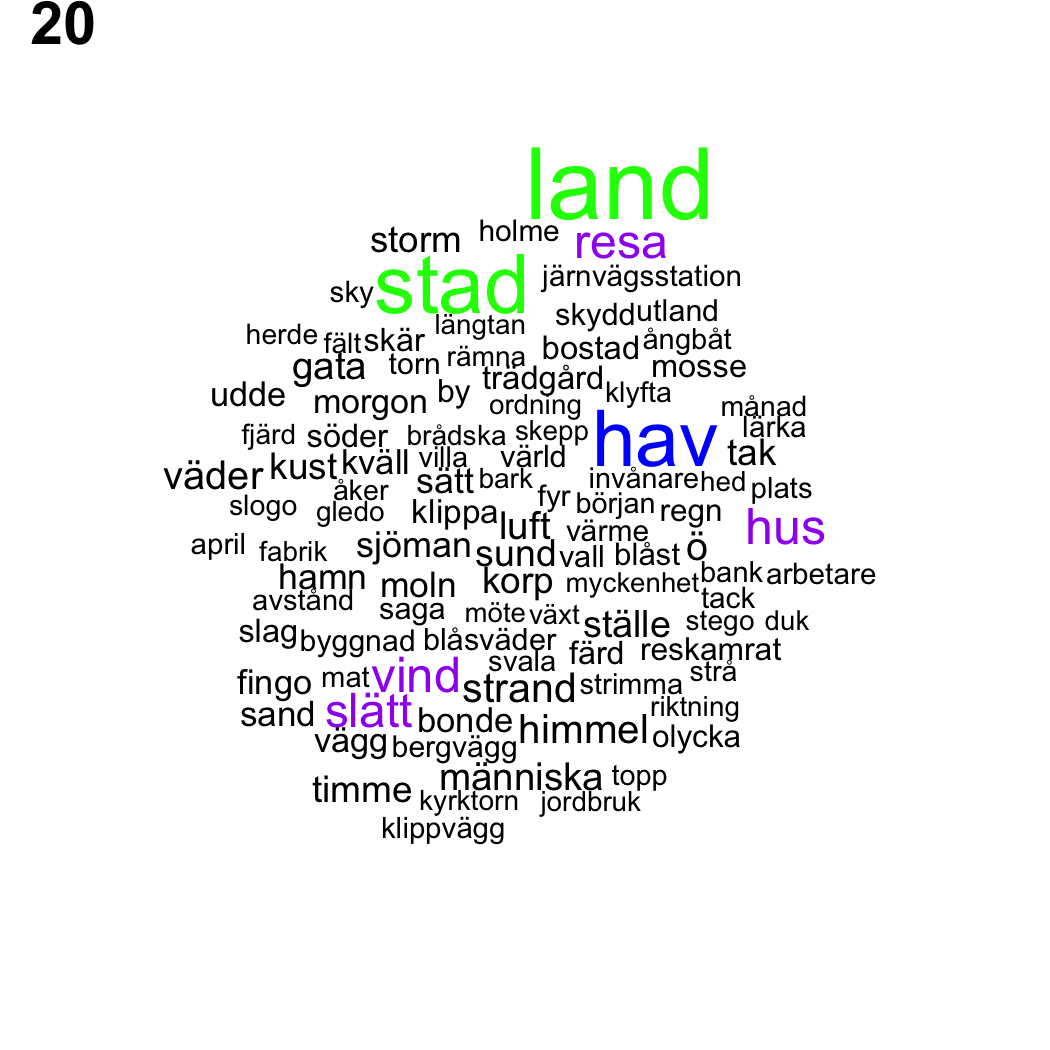 20
land
storm holme resa
sky stad järnvägsstation
längtan skydd utland
herde fält skär ångbåt
gata torn rämna bostad mosse
udde morgon by trädgård klyfta
ordning månad
fjärd söder brådska skepp hav lärka
väder kust kväll villa värld tak
åker sätt bark invånare hed plats
slogo gledo klippa fyr början regn
luft värme hus
april fabrik sjöman sund vall blåst ö
hamn moln korp myckenhet bank arbetare
avstånd saga möte växt tack
slag byggnad blåsväder ställe stego duk
svala färd reskamrat
fingo mat vind strand strimma strå
sand slätt bonde himmel riktning
vägg bergvägg olycka
människa topp
timme kyrktorn jordbruk
klippvägg